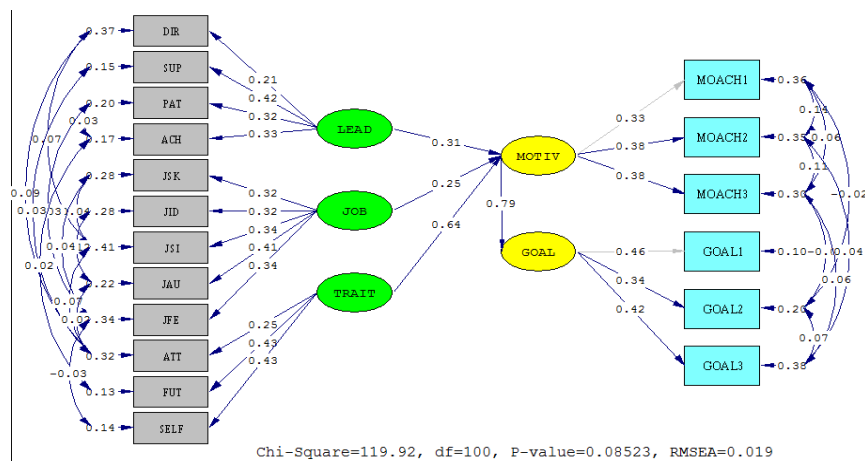 0.37 DIR
0.15 SUP
0.20 PAT
0.17 ACH
0.28 JSK
0.28 JID
0.41 JSI
0.22 JAU
0.34 JFE
0.32 ATT
0.13 FUT
0.14 SELF
0.03
0.07
0.09
0.02
-0.03
0.21
0.42
0.32
0.33
LEAD
0.32
0.32
0.34
0.41
0.34
JOB
0.25
0.43
0.43
TRAIT
0.31
0.25
0.64
MOTIV
0.79
GOAL
0.33
0.38
0.38
0.46
0.34
0.42
MOACH1 0.36
MOACH2 0.35
MOACH3 0.30
GOAL1 0.10
GOAL2 0.20
GOAL3 0.38
0.14
0.06
0.11
-0.02
0.04
0.06
0.07
Chi-Square=119.92, df=100, P-value=0.08523, RMSEA=0.019